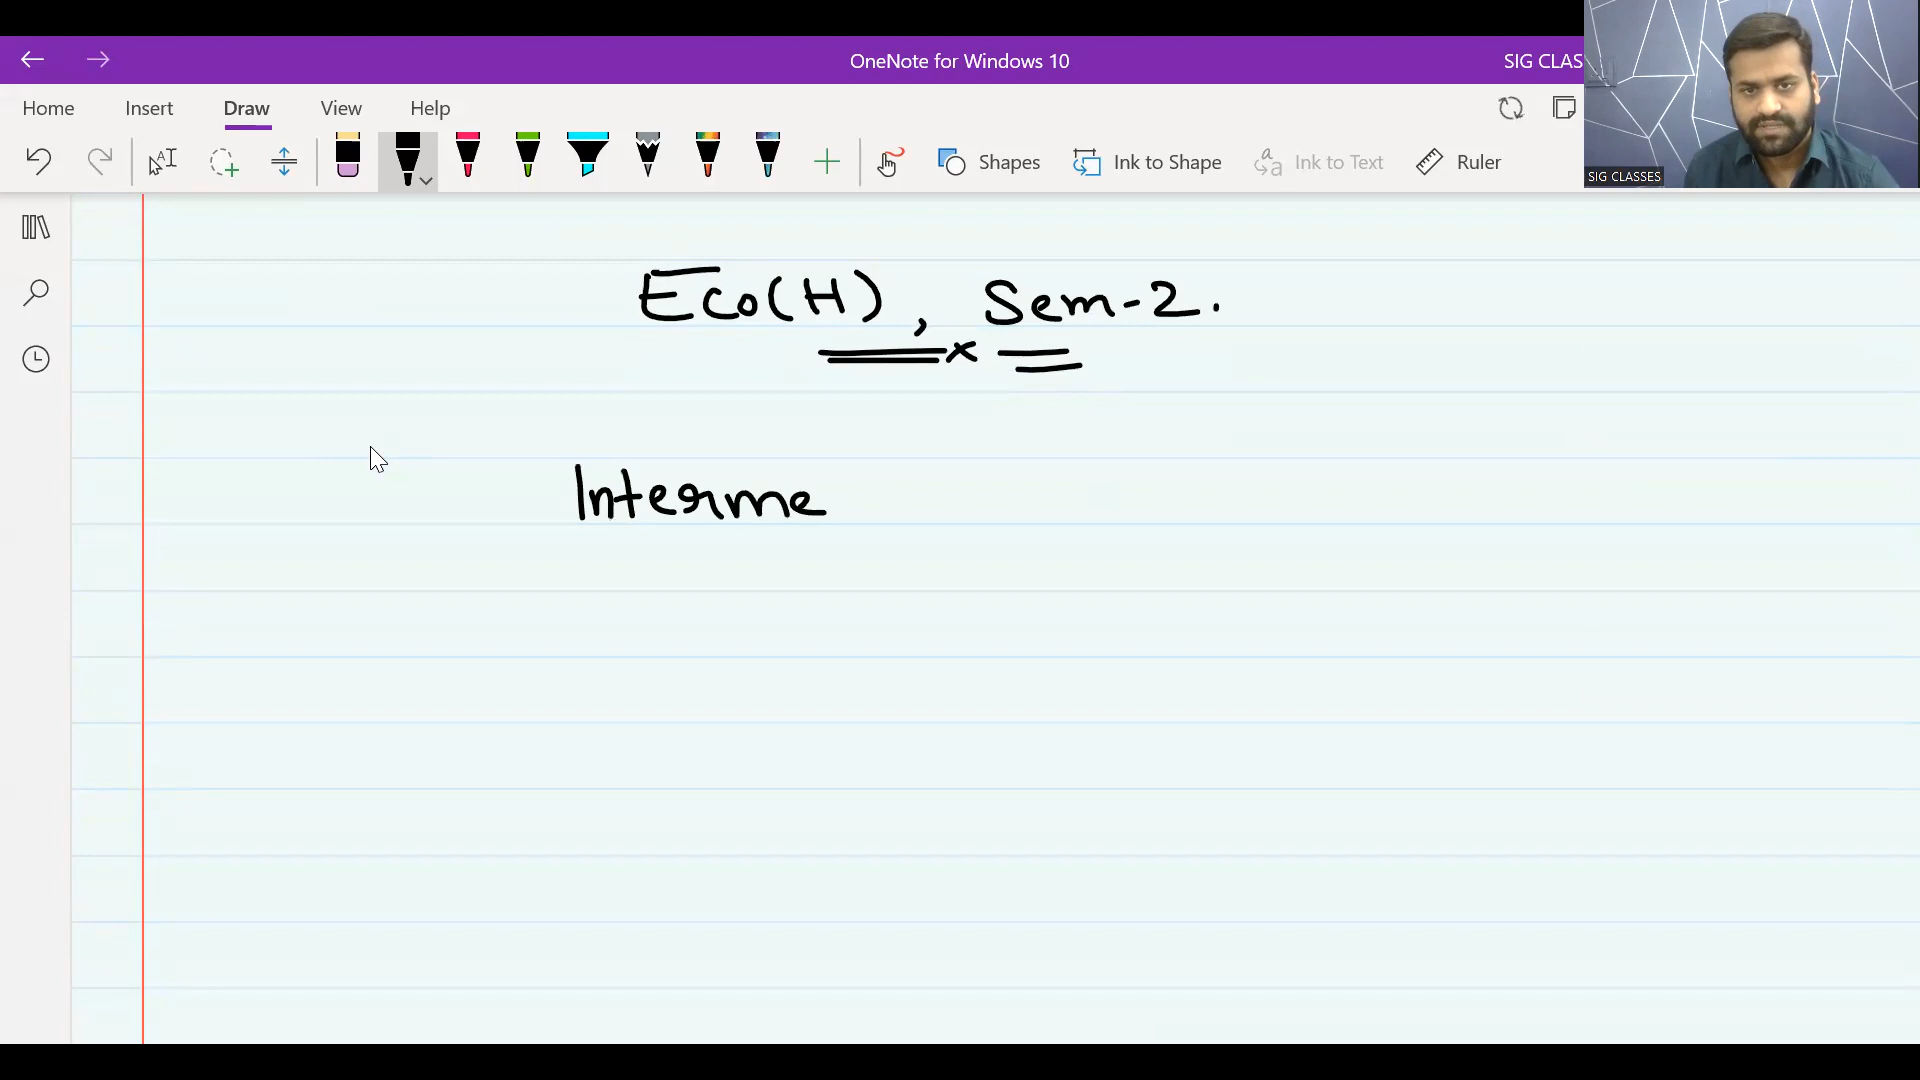 OneNote for Windows 10
SIG CLAS
Home Insert Draw View Help
Shapes Ink to Shape Ink to Text Ruler
SIG CLASSES
Eco(H), Sem-2.
Interme